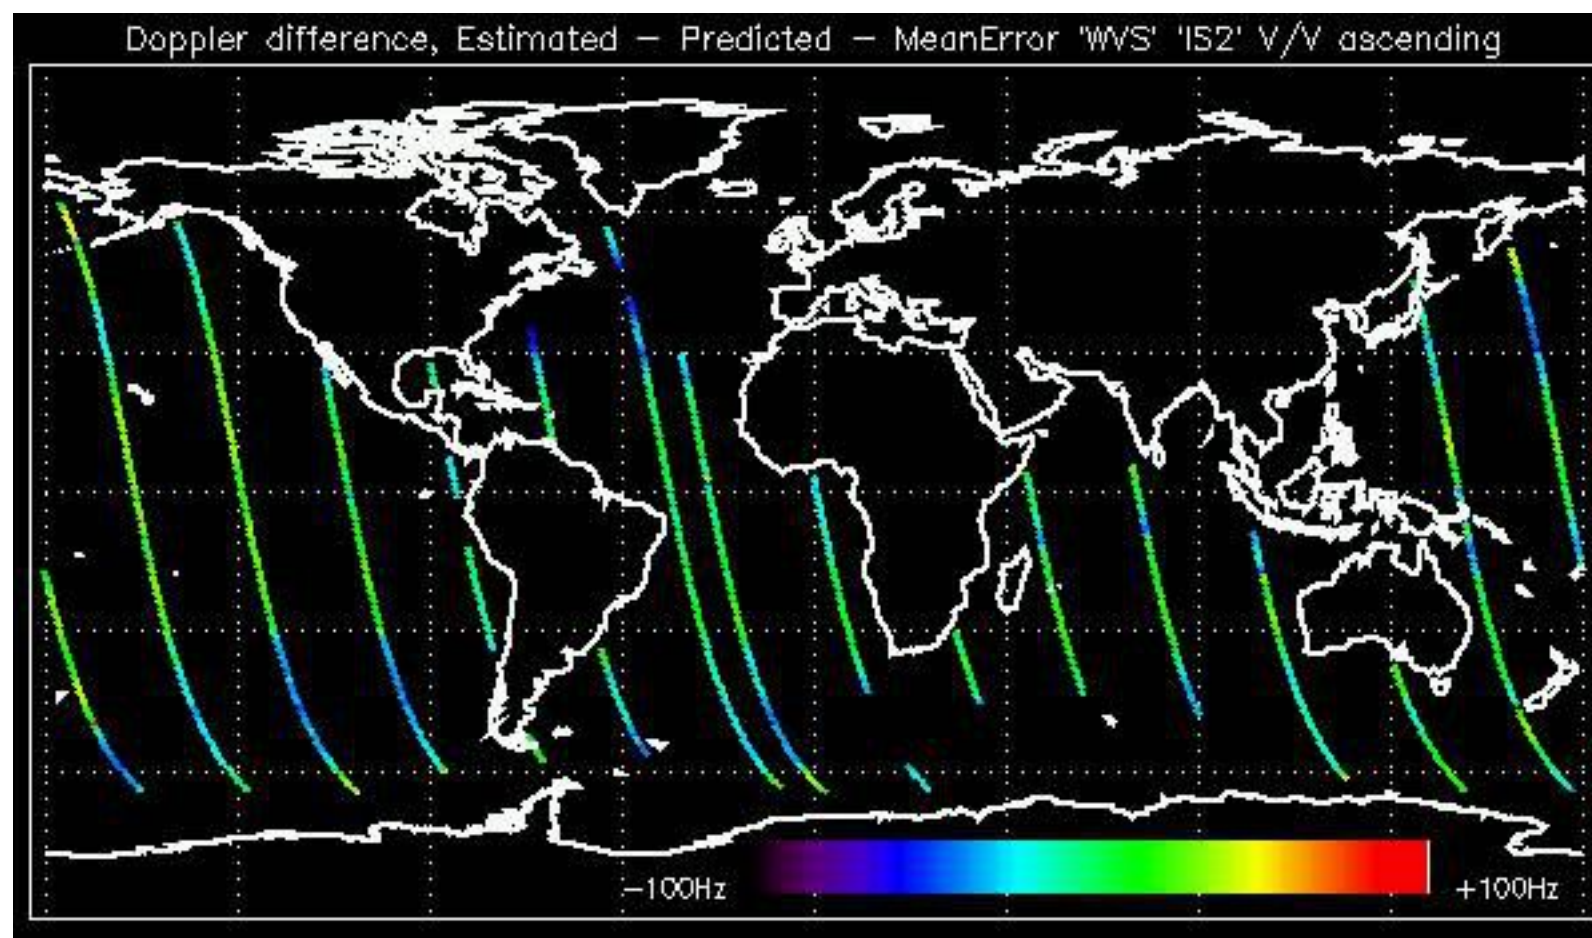 Doppler difference, Estimated – Predicted – MeanError 'WVS' 'IS2' V/V ascending
–100Hz
+100Hz